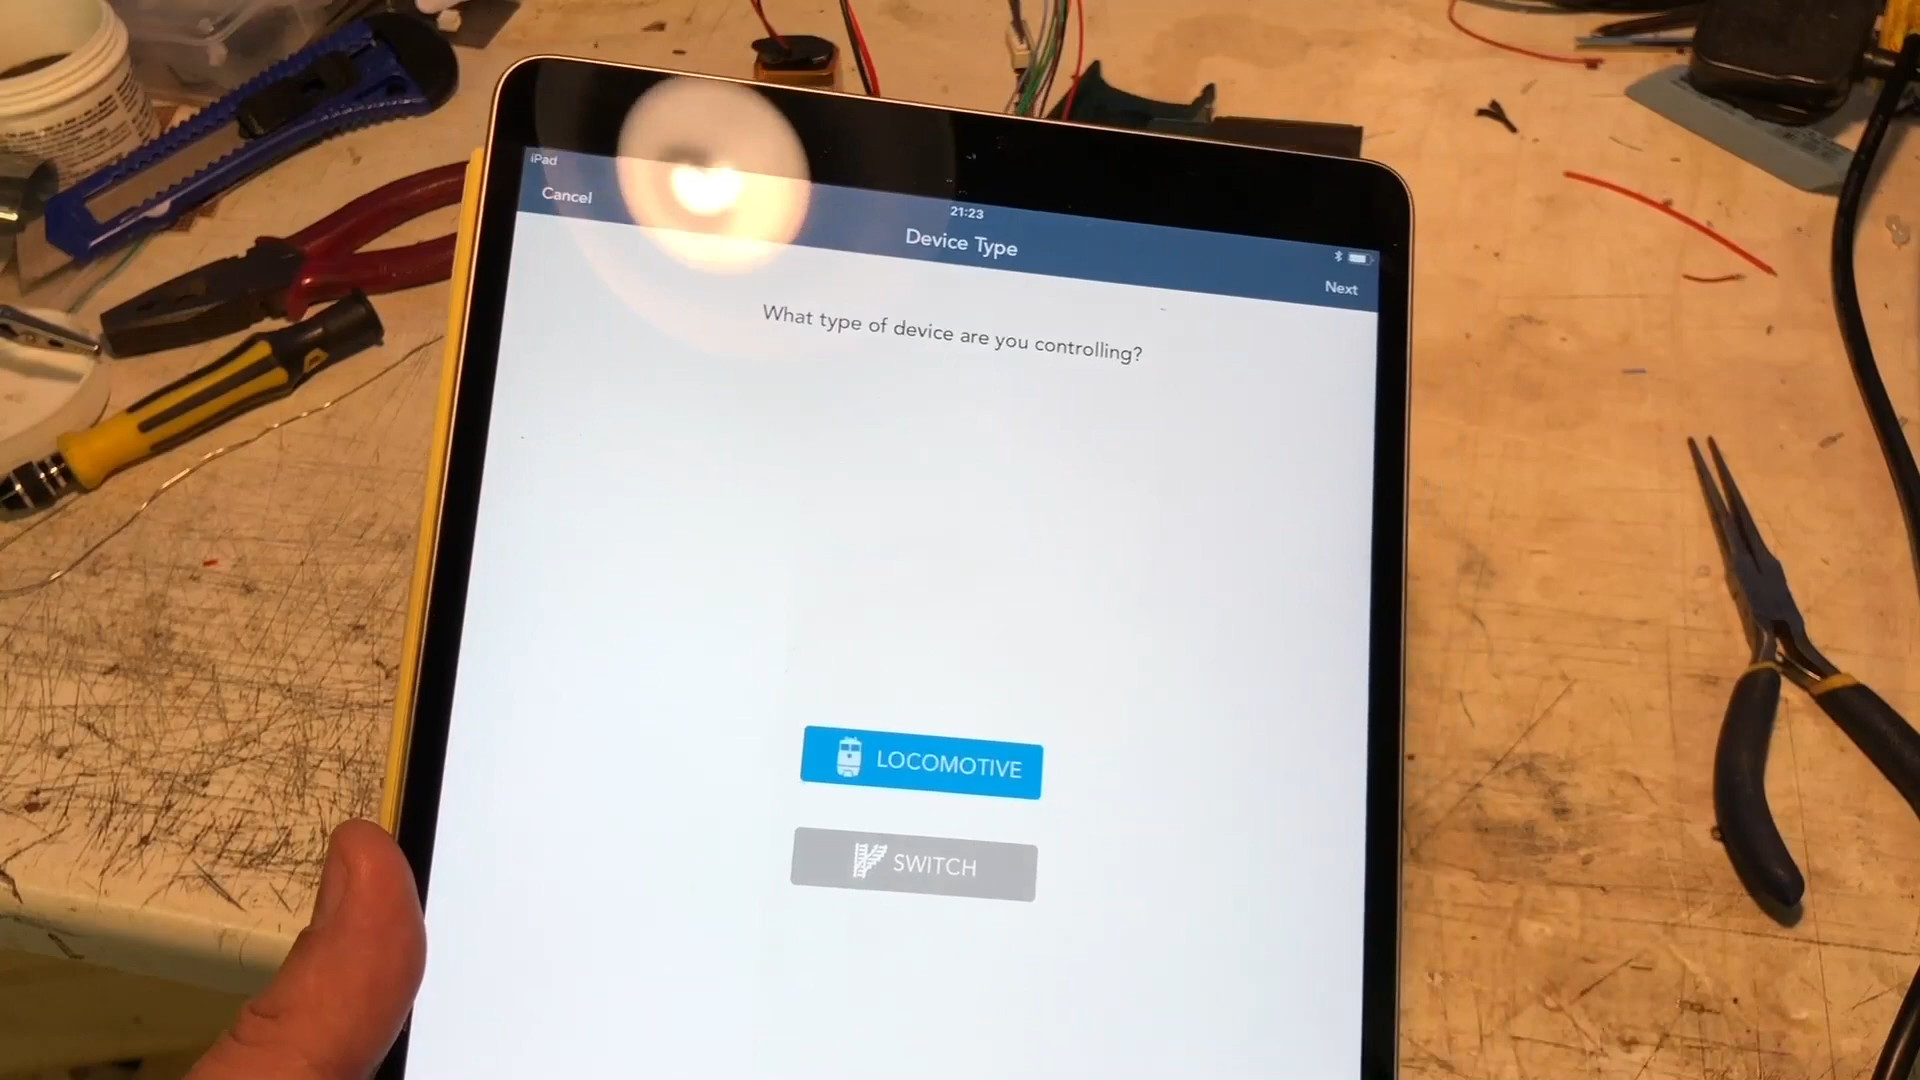 iPad
21:23
Cancel
Device Type
Next
What type of device are you controlling?
LOCOMOTIVE
SWITCH